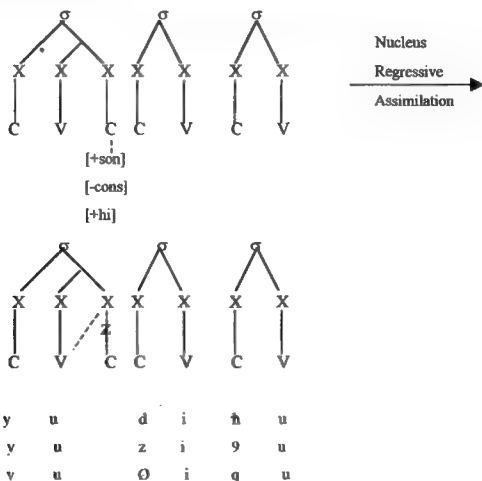 σ σ σ
Nucleus
X X X X X X X
Regressive
Assimilation
C V C C V C V
[+son]
[-cons]
[+hi]
σ σ σ
X X X X X X X
C V C C V C V
y u d i ħ u
y u z i 9 u
y u Ø i q u